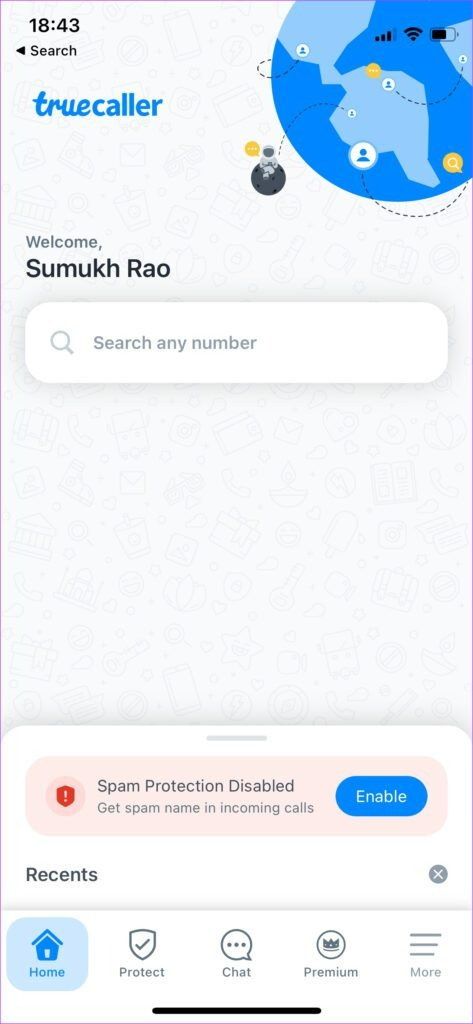 18:43
◀ Search
truecaller
Welcome,
Sumukh Rao
Search any number
Spam Protection Disabled
Get spam name in incoming calls
Enable
Recents
Home
Protect
Chat
Premium
More